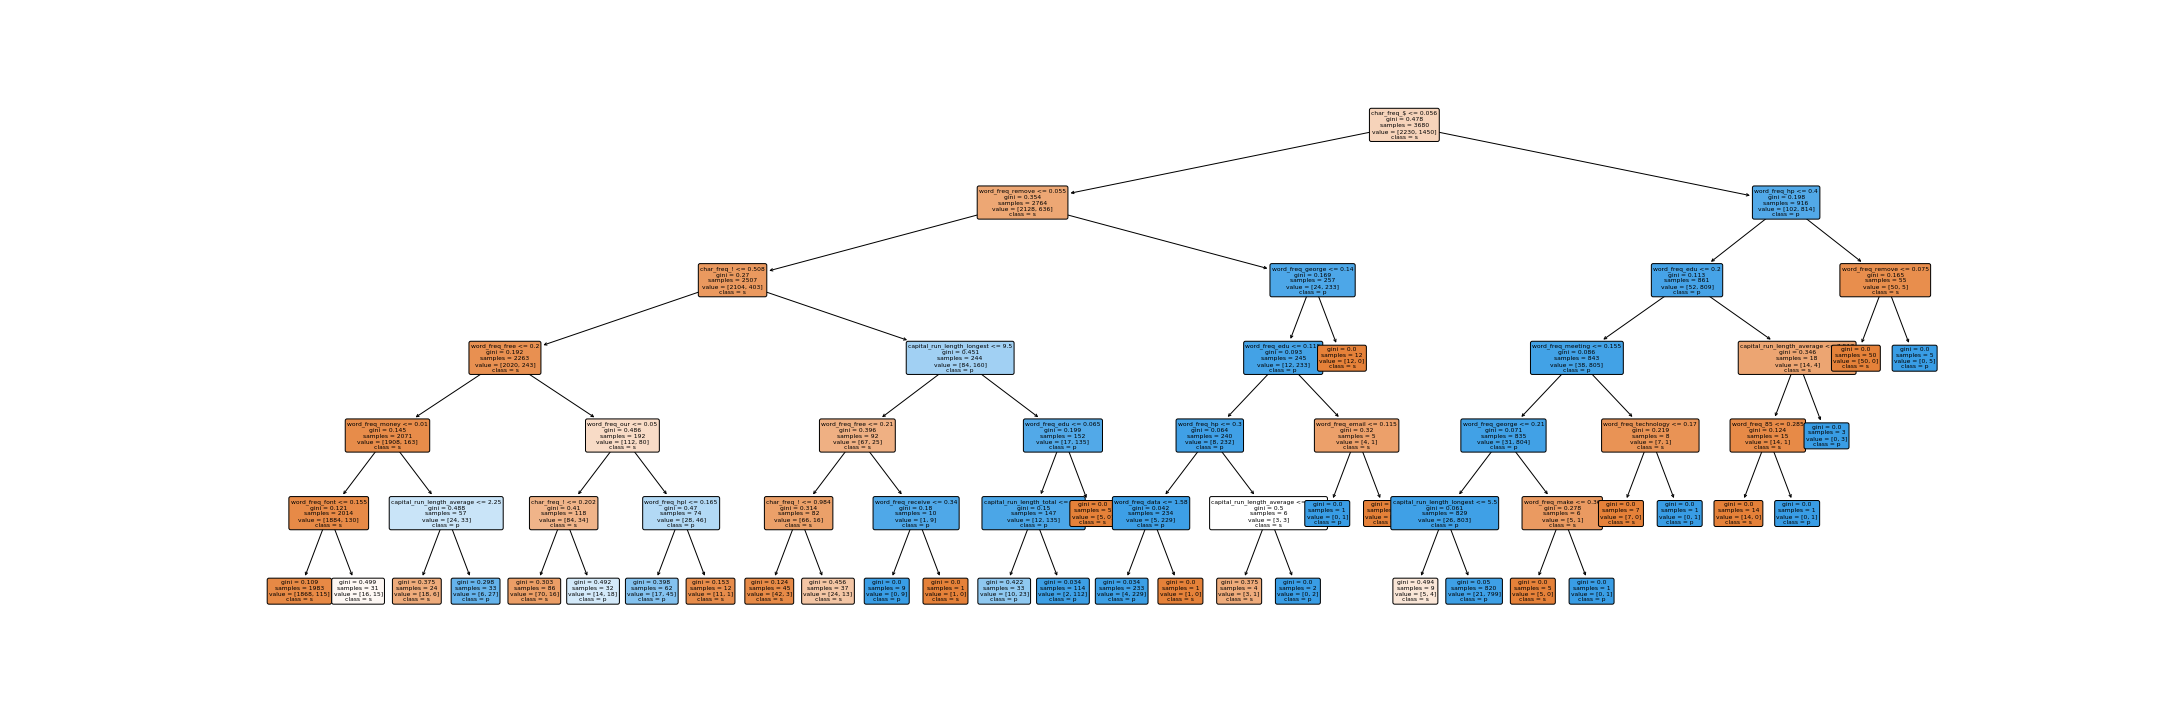 char_freq_$ <= 0.056
gini = 0.478
samples = 3680
value = [2230, 1450]
class = s
word_freq_remove <= 0.055
gini = 0.354
samples = 2764
value = [2128, 636]
class = s
word_freq_hp <= 0.4
gini = 0.198
samples = 916
value = [102, 814]
class = p
char_freq_! <= 0.508
gini = 0.27
samples = 2507
value = [2104, 403]
class = s
word_freq_george <= 0.14
gini = 0.169
samples = 257
value = [24, 233]
class = p
word_freq_edu <= 0.2
gini = 0.113
samples = 861
value = [52, 809]
class = p
word_freq_remove <= 0.075
gini = 0.165
samples = 55
value = [50, 5]
class = s
word_freq_free <= 0.2
gini = 0.192
samples = 2263
value = [2020, 243]
class = s
capital_run_length_longest <= 9.5
gini = 0.451
samples = 244
value = [84, 160]
class = p
word_freq_edu <=
gini = 0.093
samples = 245
value = [12, 233]
class = p
gini = 0.0
samples = 12
value = [12, 0]
class = s
word_freq_meeting <= 0.155
gini = 0.086
samples = 843
value = [38, 805]
class = p
capital_run_length_average <=
gini = 0.346
samples = 18
value = [14, 4]
class = s
gini = 0.0
samples = 50
value = [50, 0]
class = s
gini = 0.0
samples = 5
value = [0, 5]
class = p
word_freq_money <= 0.01
gini = 0.145
samples = 2071
value = [1908, 163]
class = s
word_freq_our <= 0.05
gini = 0.486
samples = 192
value = [112, 80]
class = s
word_freq_free <= 0.21
gini = 0.396
samples = 92
value = [67, 25]
class = s
word_freq_edu <= 0.065
gini = 0.199
samples = 152
value = [17, 135]
class = p
word_freq_hp <= 0.3
gini = 0.064
samples = 240
value = [8, 232]
class = p
word_freq_email <= 0.115
gini = 0.32
samples = 5
value = [4, 1]
class = s
word_freq_george <= 0.21
gini = 0.071
samples = 835
value = [31, 804]
class = p
word_freq_technology <= 0.17
gini = 0.219
samples = 8
value = [7, 1]
class = s
word_freq_85 <= 0.285
gini = 0.124
samples = 15
value = [14, 1]
class = s
gini = 0.0
samples = 3
value = [0, 3]
class = p
word_freq_font <= 0.155
gini = 0.121
samples = 2014
value = [1884, 130]
class = s
capital_run_length_average <= 2.25
gini = 0.488
samples = 57
value = [24, 33]
class = p
char_freq_! <= 0.202
gini = 0.41
samples = 118
value = [84, 34]
class = s
word_freq_hpl <= 0.165
gini = 0.47
samples = 74
value = [28, 46]
class = p
char_freq_! <= 0.984
gini = 0.314
samples = 82
value = [66, 16]
class = s
word_freq_receive <= 0.34
gini = 0.18
samples = 10
value = [1, 9]
class = p
capital_run_length_total <=
gini = 0.15
samples = 147
value = [12, 135]
class = p
gini = 0.0
samples = 5
value = [5, 0]
class = s
word_freq_data <= 1.58
gini = 0.042
samples = 234
value = [5, 229]
class = p
capital_run_length_average <=
gini = 0.5
samples = 6
value = [3, 3]
class = s
gini = 0.0
samples = 1
value = [0, 1]
class = p
gini =
samples =
value =
class =
capital_run_length_longest <= 5.5
gini = 0.061
samples = 829
value = [26, 803]
class = p
word_freq_make <=
gini = 0.278
samples = 6
value = [5, 1]
class = s
gini = 0.0
samples = 7
value = [7, 0]
class = s
gini = 0.0
samples = 1
value = [0, 1]
class = p
gini = 0.0
samples = 14
value = [14, 0]
class = s
gini = 0.0
samples = 1
value = [0, 1]
class = p
gini = 0.109
samples = 1983
value = [1868, 115]
class = s
gini = 0.499
samples = 31
value = [16, 15]
class = s
gini = 0.375
samples = 24
value = [18, 6]
class = s
gini = 0.298
samples = 33
value = [6, 27]
class = p
gini = 0.303
samples = 86
value = [70, 16]
class = s
gini = 0.492
samples = 32
value = [14, 18]
class = p
gini = 0.398
samples = 62
value = [17, 45]
class = p
gini = 0.153
samples = 12
value = [11, 1]
class = s
gini = 0.124
samples = 45
value = [42, 3]
class = s
gini = 0.456
samples = 37
value = [24, 13]
class = s
gini = 0.0
samples = 9
value = [0, 9]
class = p
gini = 0.0
samples = 1
value = [1, 0]
class = s
gini = 0.422
samples = 33
value = [10, 23]
class = p
gini = 0.034
samples = 114
value = [2, 112]
class = p
gini = 0.034
samples = 233
value = [4, 229]
class = p
gini = 0.0
samples = 1
value = [1, 0]
class = s
gini = 0.375
samples = 4
value = [3, 1]
class = s
gini = 0.0
samples = 2
value = [0, 2]
class = p
gini = 0.494
samples = 9
value = [5, 4]
class = s
gini = 0.05
samples = 820
value = [21, 799]
class = p
gini = 0.0
samples = 5
value = [5, 0]
class = s
gini = 0.0
samples = 1
value = [0, 1]
class = p